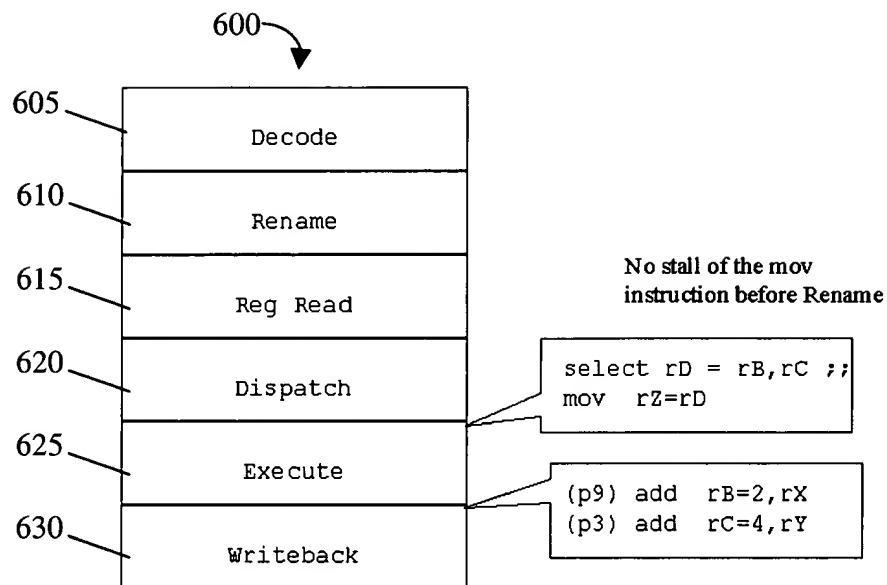 600
605
Decode
610
Rename
615
Reg Read
No stall of the mov
instruction before Rename
620
Dispatch
select rD = rB,rC ;;
mov rZ=rD
625
Execute
(p9) add rB=2,rX
(p3) add rC=4,rY
630
Writeback